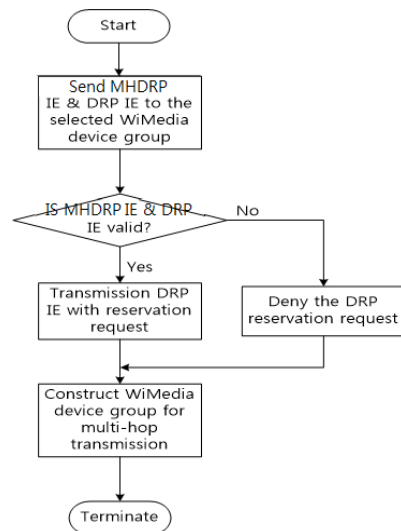 Start
Send MHDRP
IE & DRP IE to the
selected WiMedia
device group
IS MHDRP IE & DRP
IE valid?
No
Yes
Transmission DRP
IE with reservation
request
Deny the DRP
reservation request
Construct WiMedia
device group for
multi-hop
transmission
Terminate